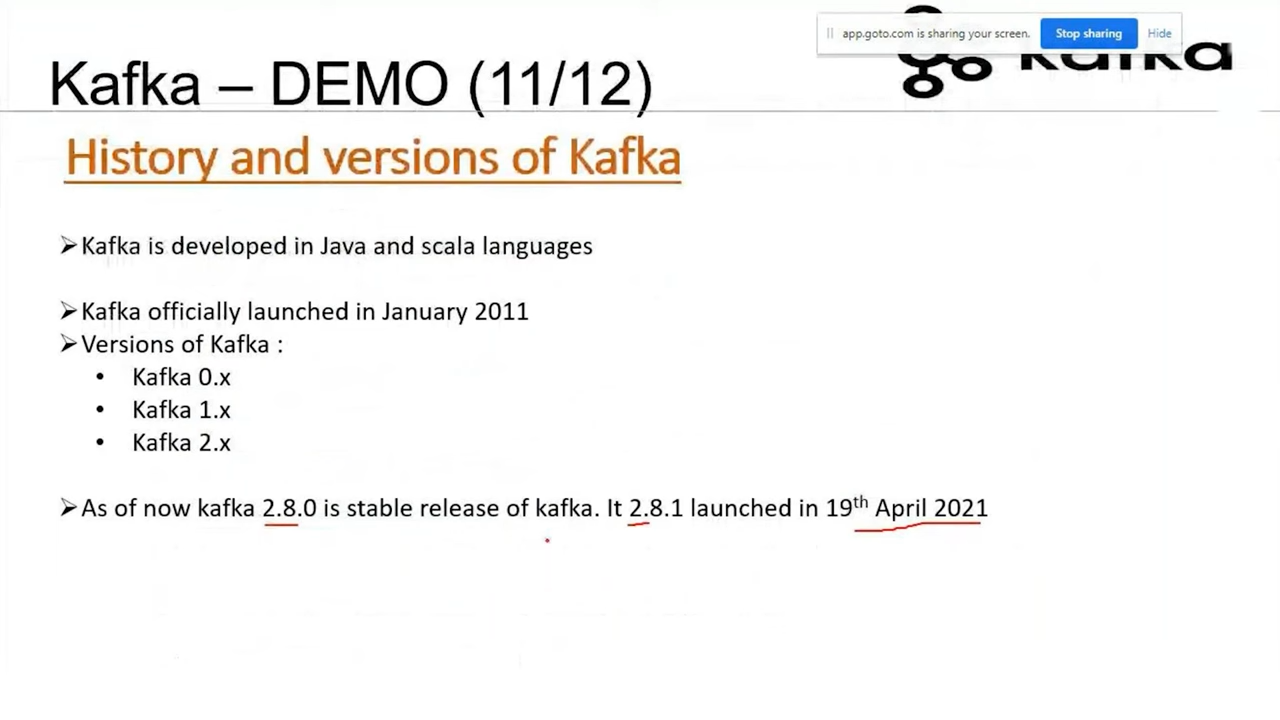 app.goto.com is sharing your screen. Stop sharing Hide
kafka
Kafka – DEMO (11/12)
History and versions of Kafka
➢Kafka is developed in Java and scala languages
➢Kafka officially launched in January 2011
➢Versions of Kafka :
• Kafka 0.x
• Kafka 1.x
• Kafka 2.x
➢As of now kafka 2.8.0 is stable release of kafka. It 2.8.1 launched in 19th April 2021